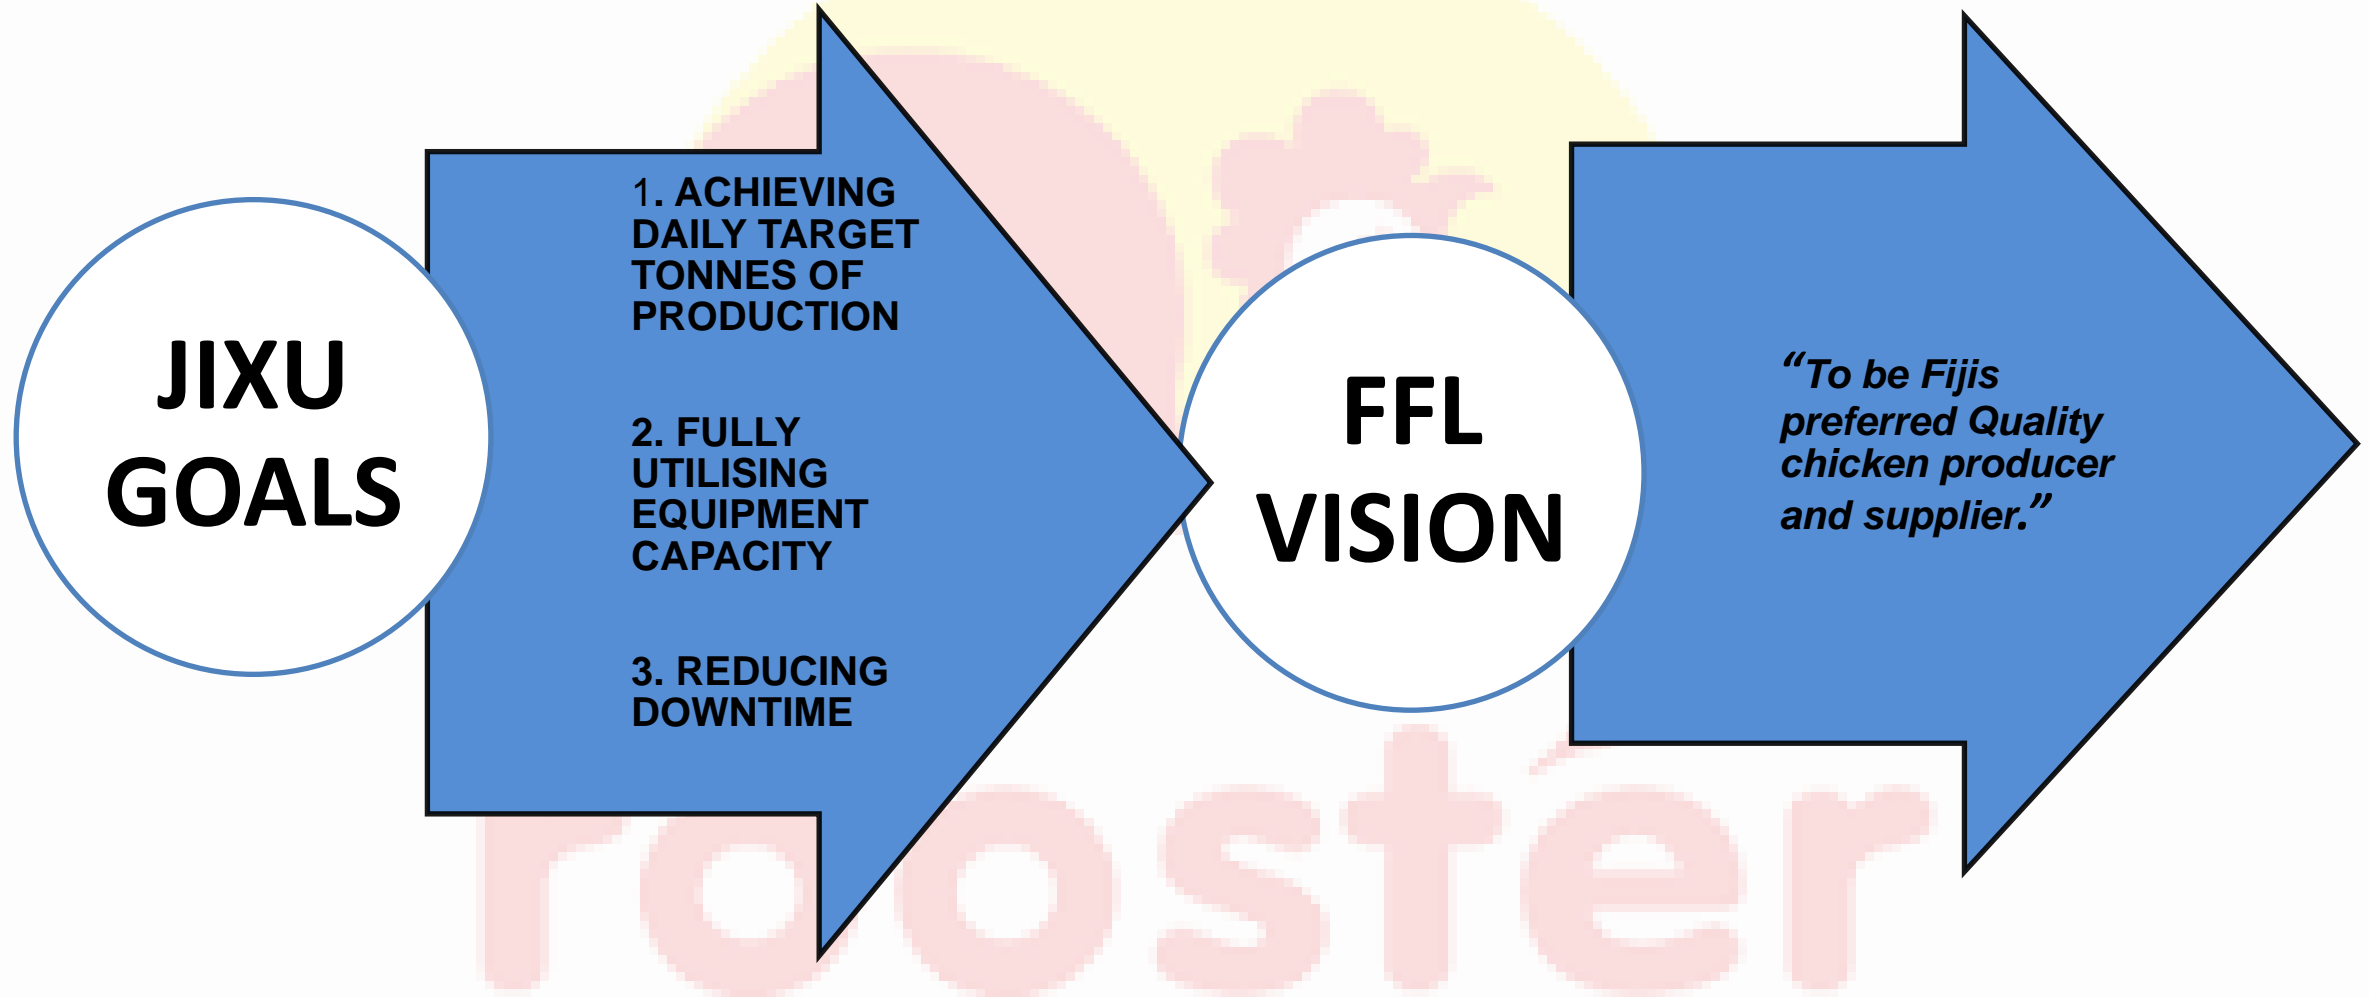 JIXU
GOALS
1. ACHIEVING
DAILY TARGET
TONNES OF
PRODUCTION
2. FULLY
UTILISING
EQUIPMENT
CAPACITY
3. REDUCING
DOWNTIME
FFL
VISION
“To be Fijis
preferred Quality
chicken producer
and supplier.”
rooster